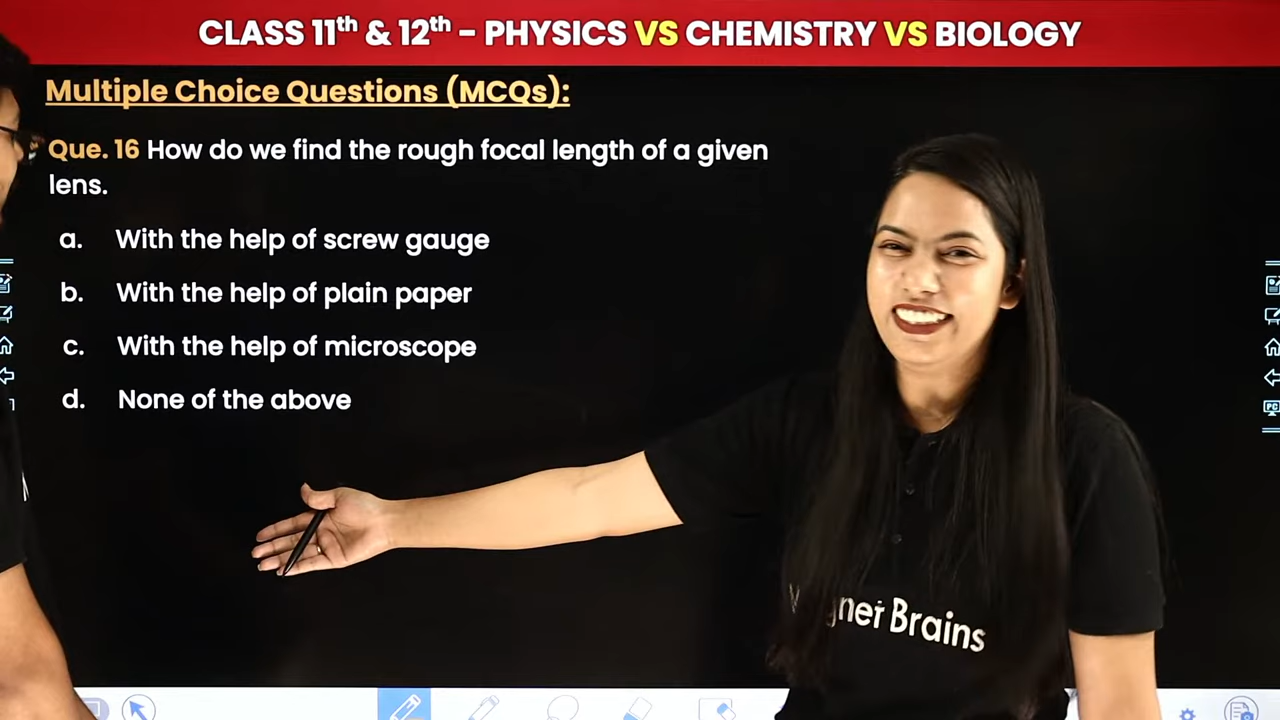 CLASS 11th & 12th – PHYSICS VS CHEMISTRY VS BIOLOGY
Multiple Choice Questions (MCQs):
Que. 16 How do we find the rough focal length of a given
lens.
a. With the help of screw gauge
b. With the help of plain paper
c. With the help of microscope
d. None of the above
Brains
PC